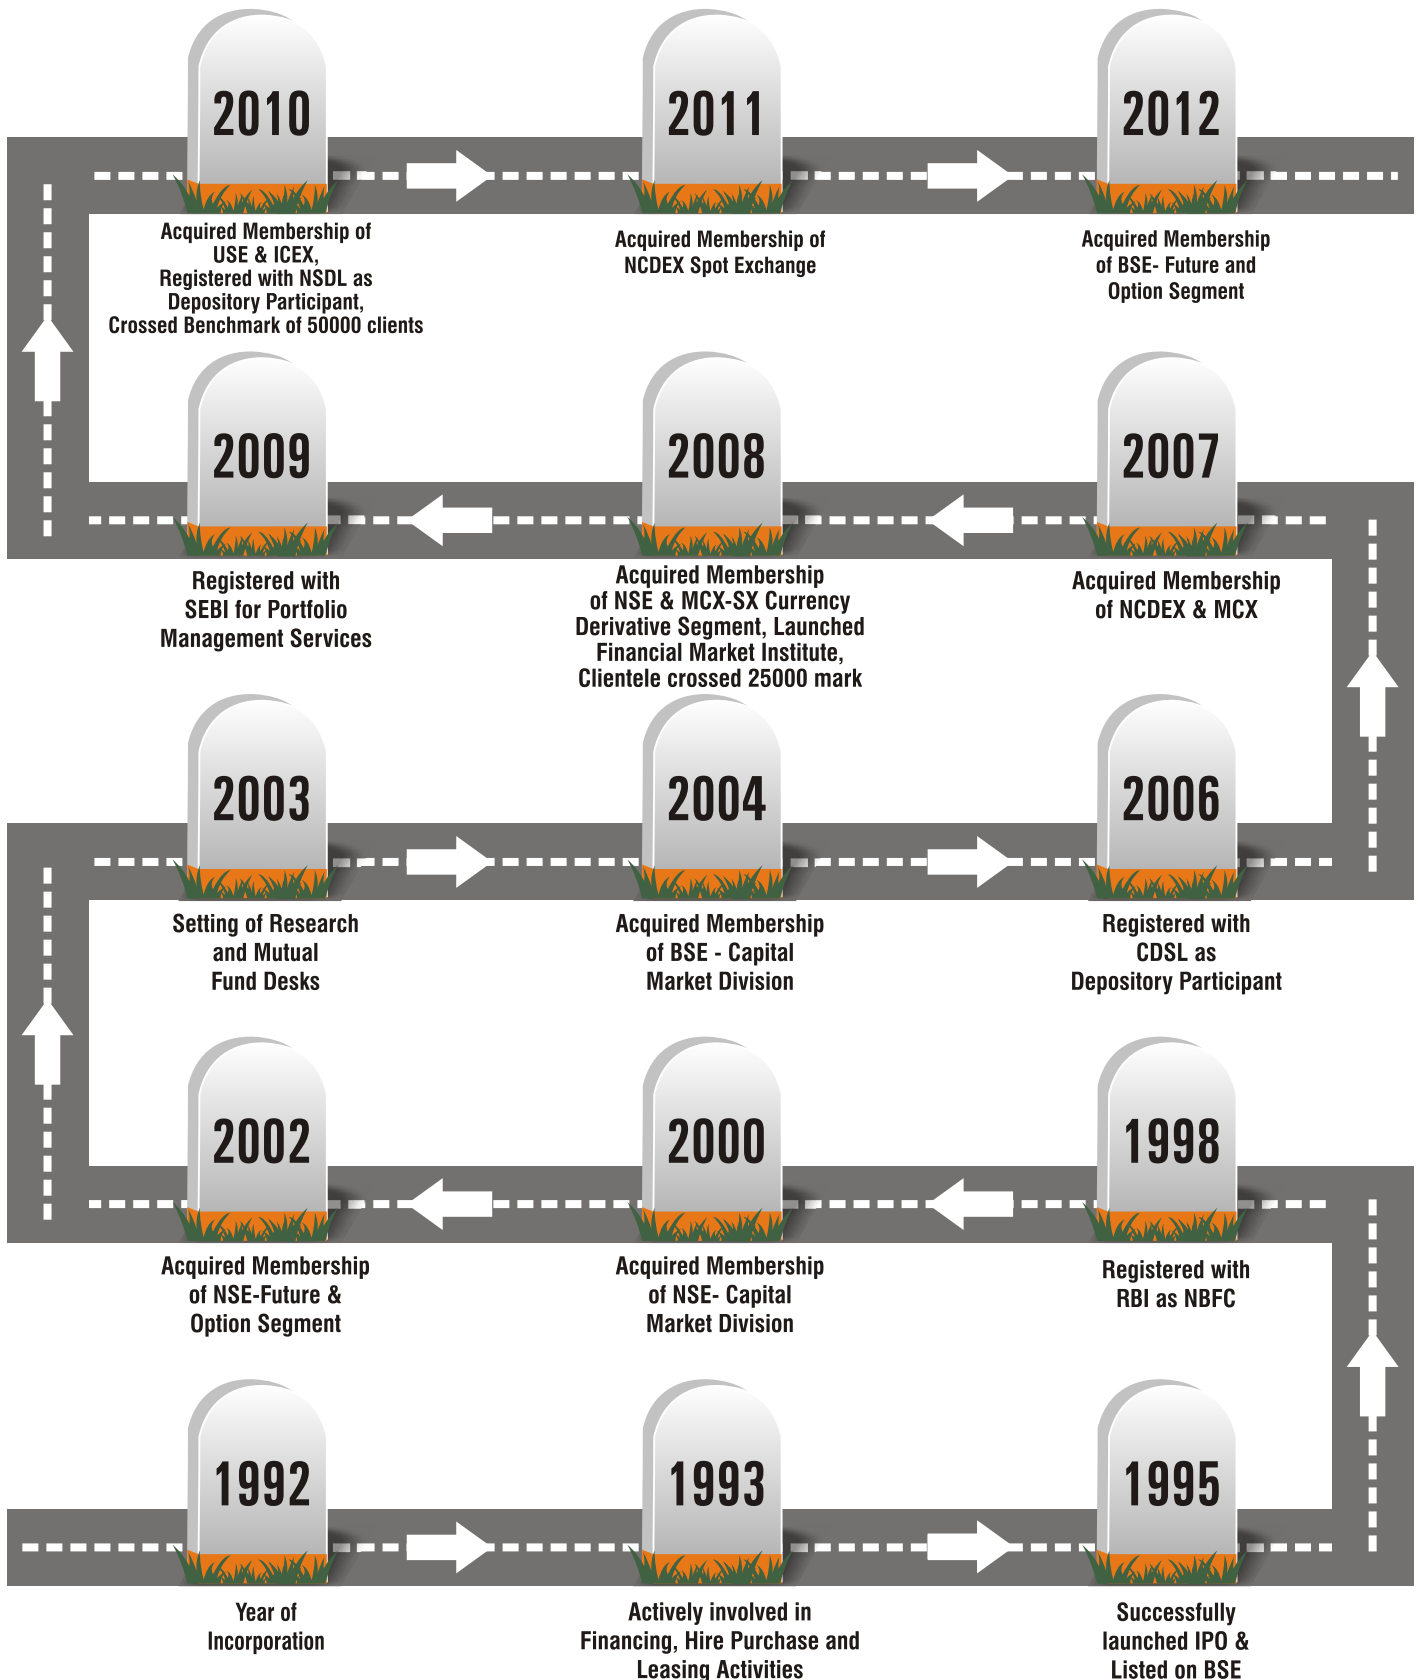 2010
Acquired Membership of
USE & ICEX,
Registered with NSDL as
Depository Participant,
Crossed Benchmark of 50000 clients
2011
Acquired Membership of
NCDEX Spot Exchange
2012
Acquired Membership
of BSE- Future and
Option Segment
2009
Registered with
SEBI for Portfolio
Management Services
2008
Acquired Membership
of NSE & MCX-SX Currency
Derivative Segment, Launched
Financial Market Institute,
Clientele crossed 25000 mark
2007
Acquired Membership
of NCDEX & MCX
2003
Setting of Research
and Mutual
Fund Desks
2004
Acquired Membership
of BSE - Capital
Market Division
2006
Registered with
CDSL as
Depository Participant
2002
Acquired Membership
of NSE-Future &
Option Segment
2000
Acquired Membership
of NSE- Capital
Market Division
1998
Registered with
RBI as NBFC
1992
Year of
Incorporation
1993
Actively involved in
Financing, Hire Purchase and
Leasing Activities
1995
Successfully
launched IPO &
Listed on BSE